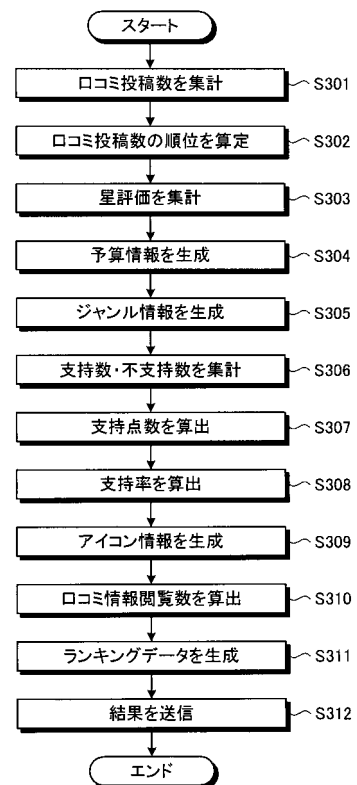 スタート
口コミ投稿数を集計 S301
口コミ投稿数の順位を算定 S302
星評価を集計 S303
予算情報を生成 S304
ジャンル情報を生成 S305
支持数・不支持数を集計 S306
支持点数を算出 S307
支持率を算出 S308
アイコン情報を生成 S309
口コミ情報閲覧数を算出 S310
ランキングデータを生成 S311
結果を送信 S312
エンド